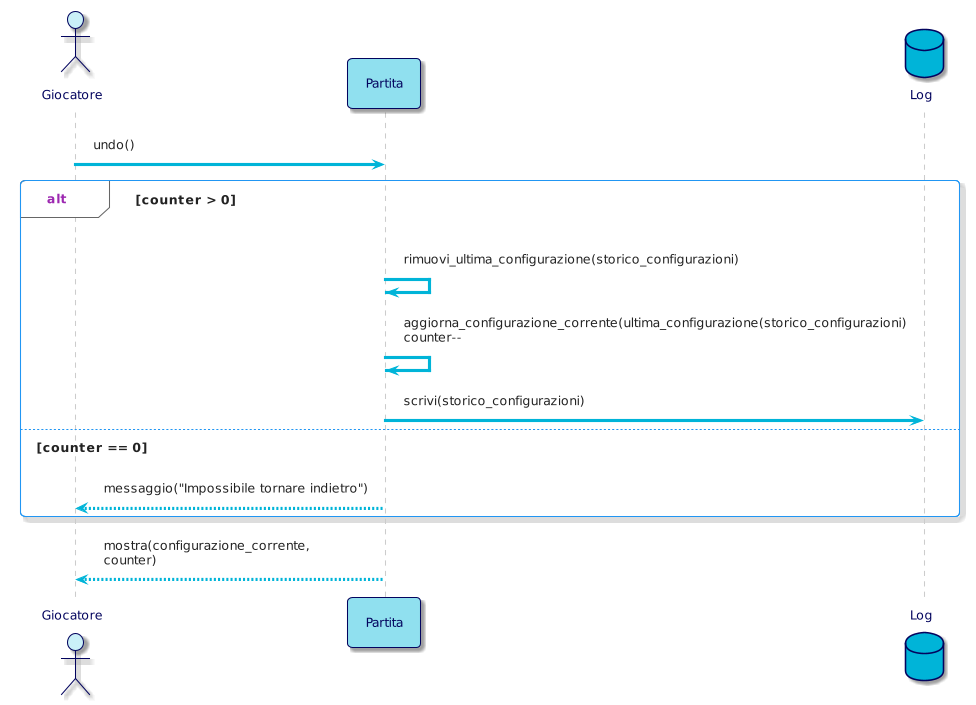 Giocatore
Partita
Log
undo()
alt
[counter > 0]
rimuovi_ultima_configurazione(storico_configurazioni)
aggiorna_configurazione_corrente(ultima_configurazione(storico_configurazioni)
counter--
scrivi(storico_configurazioni)
[counter == 0]
messaggio("Impossibile tornare indietro")
mostra(configurazione_corrente,
counter)
Giocatore
Partita
Log